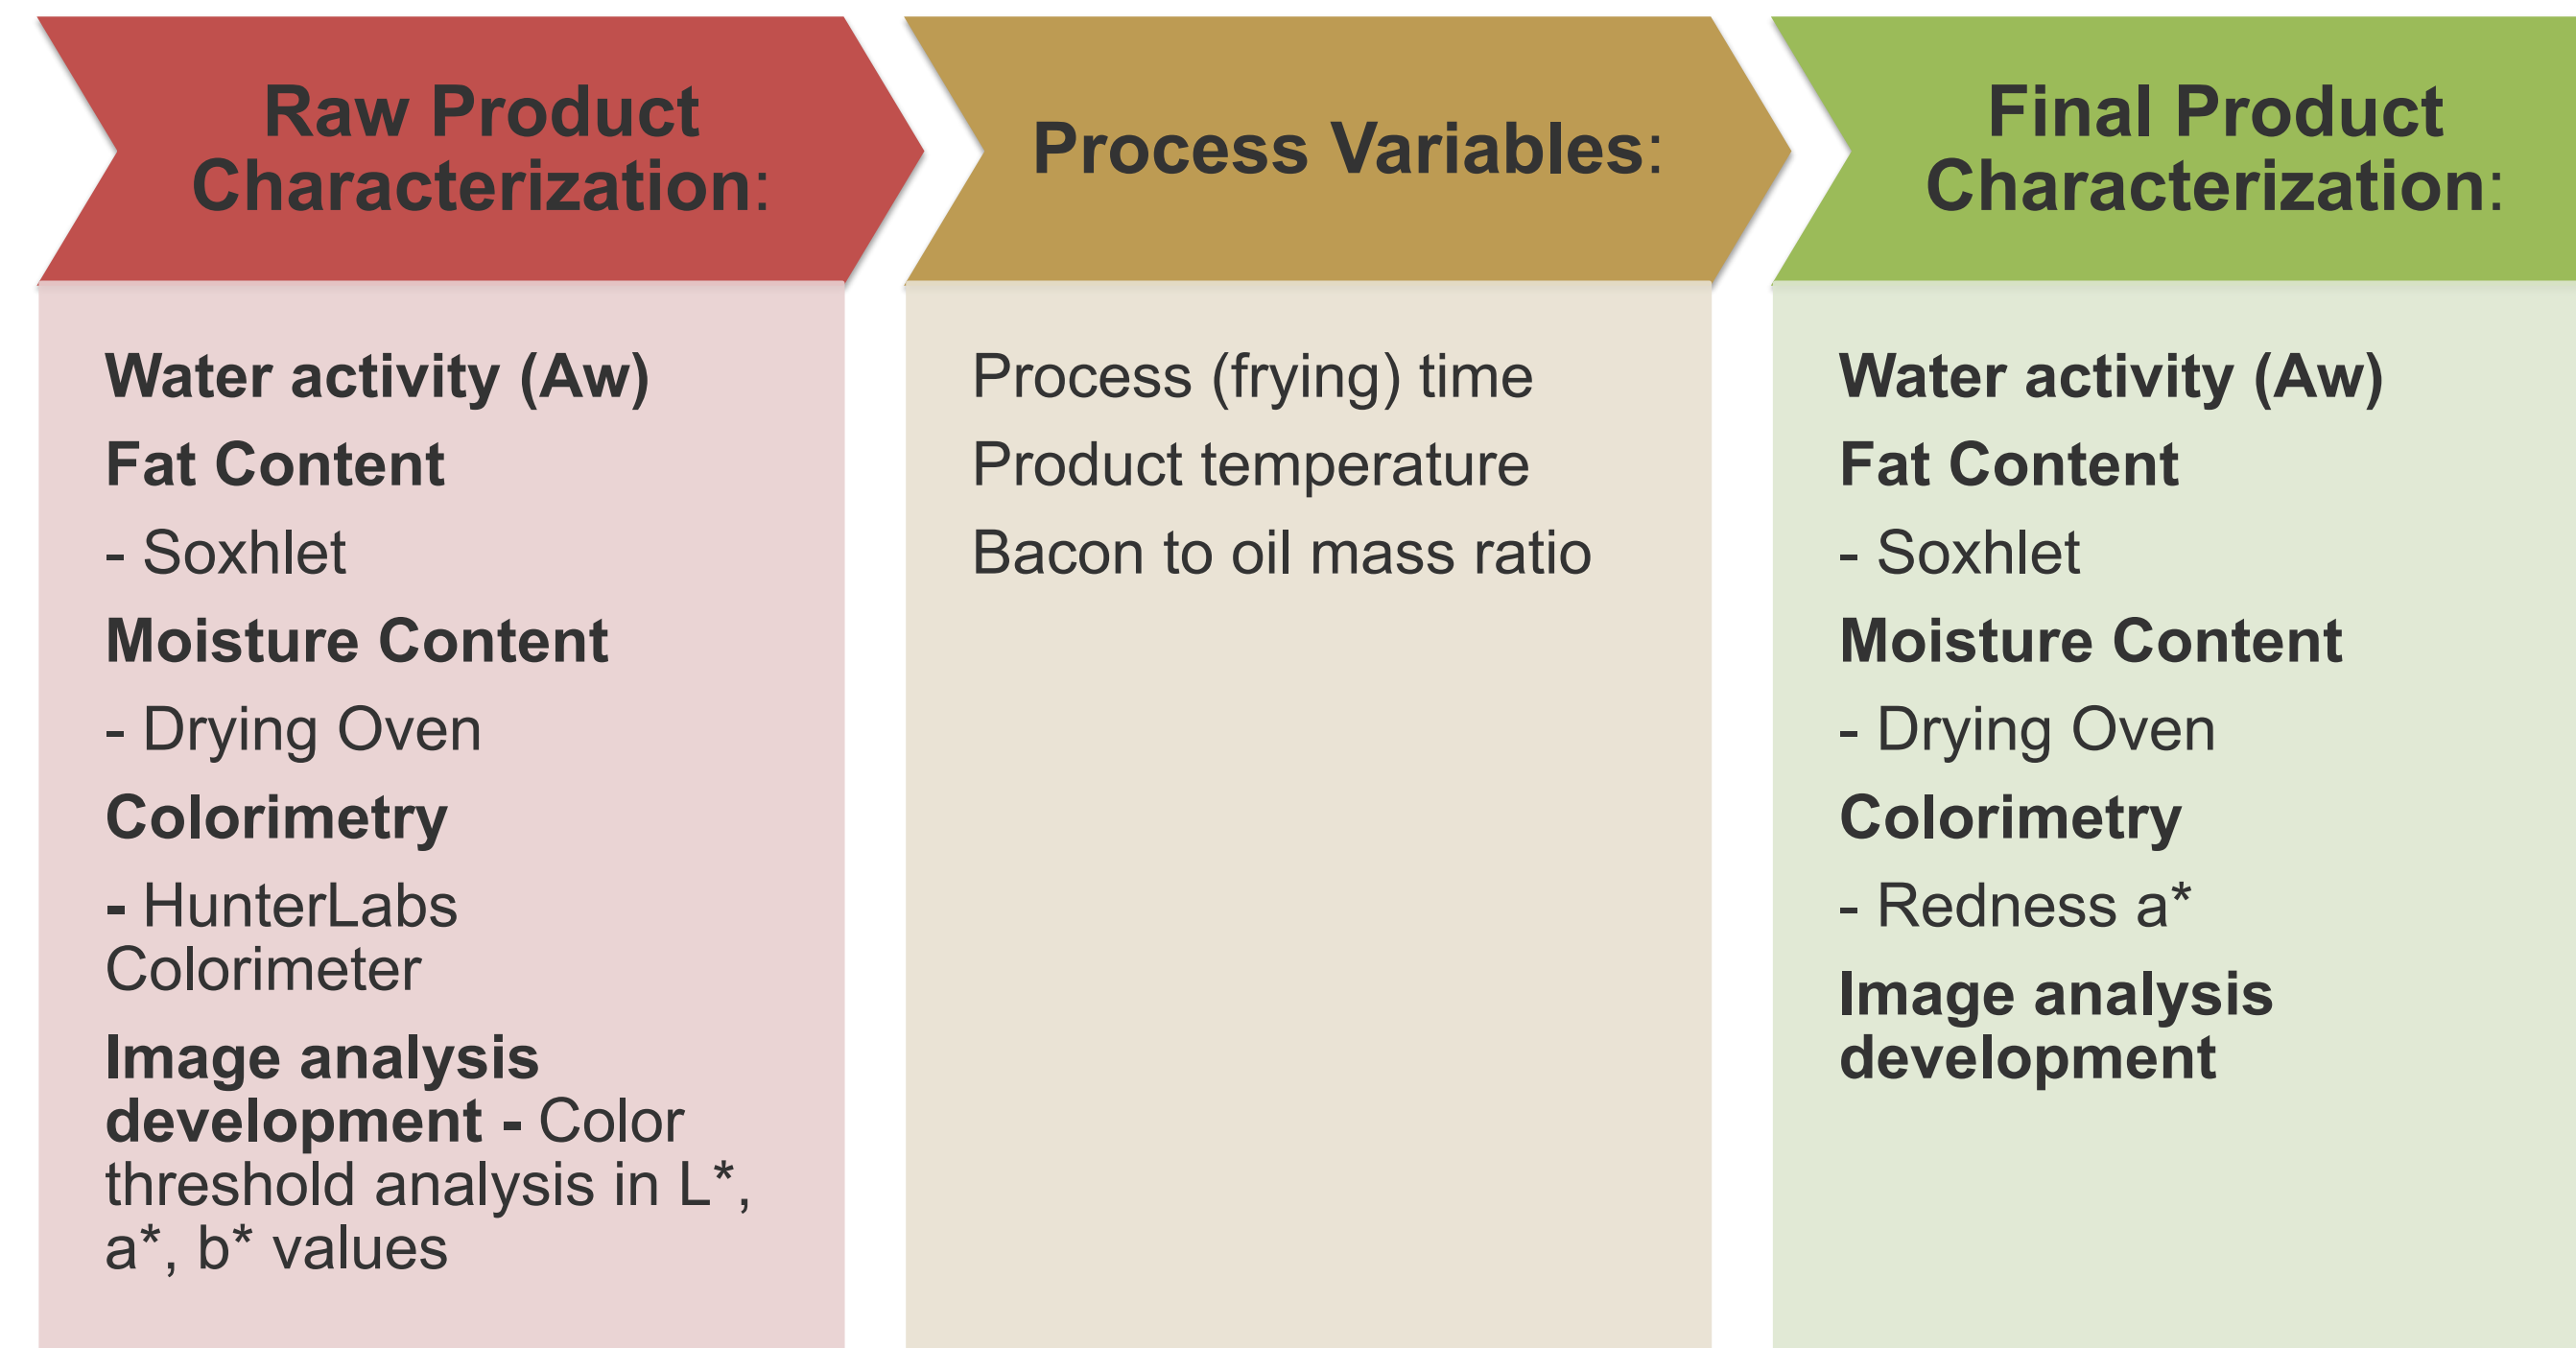 Raw Product
Characterization:
Water activity (Aw)
Fat Content
- Soxhlet
Moisture Content
- Drying Oven
Colorimetry
- HunterLabs
Colorimeter
Image analysis
development - Color
threshold analysis in L*,
a*, b* values
Process Variables:
Process (frying) time
Product temperature
Bacon to oil mass ratio
Final Product
Characterization:
Water activity (Aw)
Fat Content
- Soxhlet
Moisture Content
- Drying Oven
Colorimetry
- Redness a*
Image analysis
development